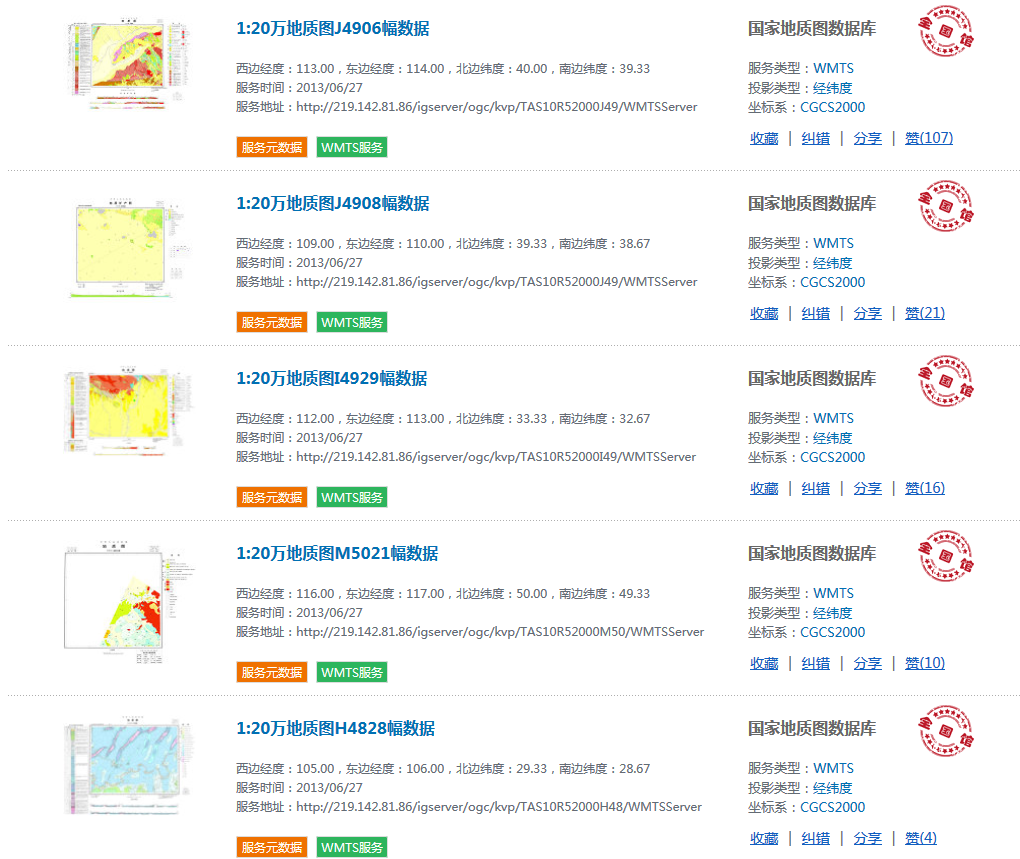 1:20万地质图J4906幅数据
西边经度：113.00，东边经度：114.00，北边纬度：40.00，南边纬度：39.33
服务时间：2013/06/27
服务地址：http://219.142.81.86/igserver/ogc/kvp/TAS10R52000J49/WMTSServer
服务元数据 WMTS服务
国家地质图数据库
服务类型：WMTS
投影类型：经纬度
坐标系：CGCS2000
收藏 | 纠错 | 分享 | 赞(107)
全国馆
1:20万地质图J4908幅数据
西边经度：109.00，东边经度：110.00，北边纬度：39.33，南边纬度：38.67
服务时间：2013/06/27
服务地址：http://219.142.81.86/igserver/ogc/kvp/TAS10R52000J49/WMTSServer
服务元数据 WMTS服务
国家地质图数据库
服务类型：WMTS
投影类型：经纬度
坐标系：CGCS2000
收藏 | 纠错 | 分享 | 赞(21)
全国馆
1:20万地质图I4929幅数据
西边经度：112.00，东边经度：113.00，北边纬度：33.33，南边纬度：32.67
服务时间：2013/06/27
服务地址：http://219.142.81.86/igserver/ogc/kvp/TAS10R52000I49/WMTSServer
服务元数据 WMTS服务
国家地质图数据库
服务类型：WMTS
投影类型：经纬度
坐标系：CGCS2000
收藏 | 纠错 | 分享 | 赞(16)
全国馆
1:20万地质图M5021幅数据
西边经度：116.00，东边经度：117.00，北边纬度：50.00，南边纬度：49.33
服务时间：2013/06/27
服务地址：http://219.142.81.86/igserver/ogc/kvp/TAS10R52000M50/WMTSServer
服务元数据 WMTS服务
国家地质图数据库
服务类型：WMTS
投影类型：经纬度
坐标系：CGCS2000
收藏 | 纠错 | 分享 | 赞(10)
全国馆
1:20万地质图H4828幅数据
西边经度：105.00，东边经度：106.00，北边纬度：29.33，南边纬度：28.67
服务时间：2013/06/27
服务地址：http://219.142.81.86/igserver/ogc/kvp/TAS10R52000H48/WMTSServer
服务元数据 WMTS服务
国家地质图数据库
服务类型：WMTS
投影类型：经纬度
坐标系：CGCS2000
收藏 | 纠错 | 分享 | 赞(4)
全国馆